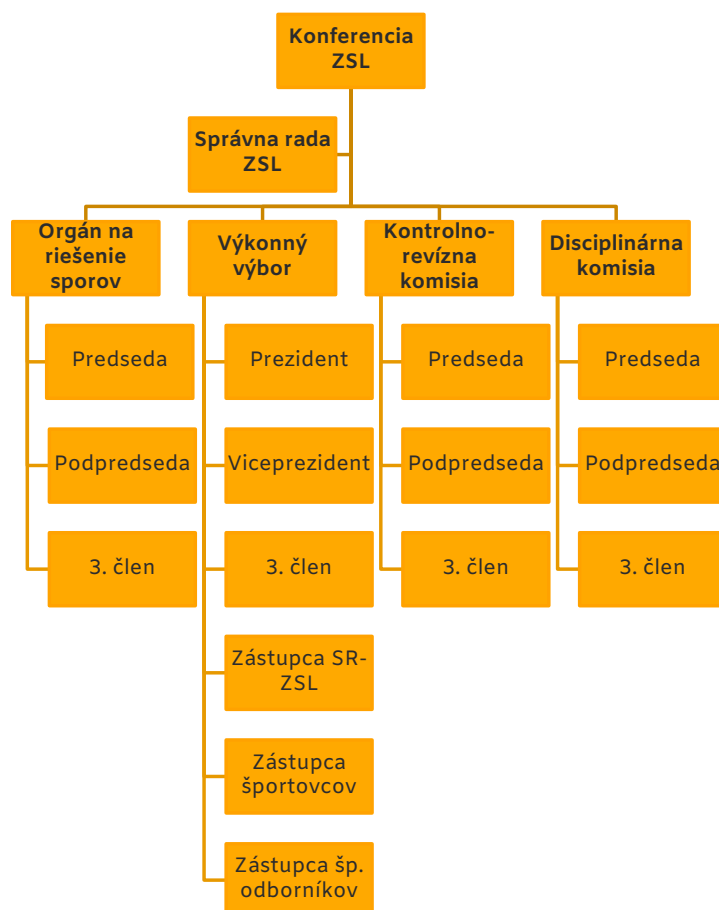 Konferencia
ZSL
Správna rada
ZSL
Orgán na
riešenie
sporov
Predseda
Podpredseda
3. člen
Výkonný
výbor
Prezident
Viceprezident
3. člen
Zástupca SR-
ZSL
Zástupca
športovcov
Zástupca šp.
odborníkov
Kontrolno-
revízna
komisia
Predseda
Podpredseda
3. člen
Disciplinárna
komisia
Predseda
Podpredseda
3. člen